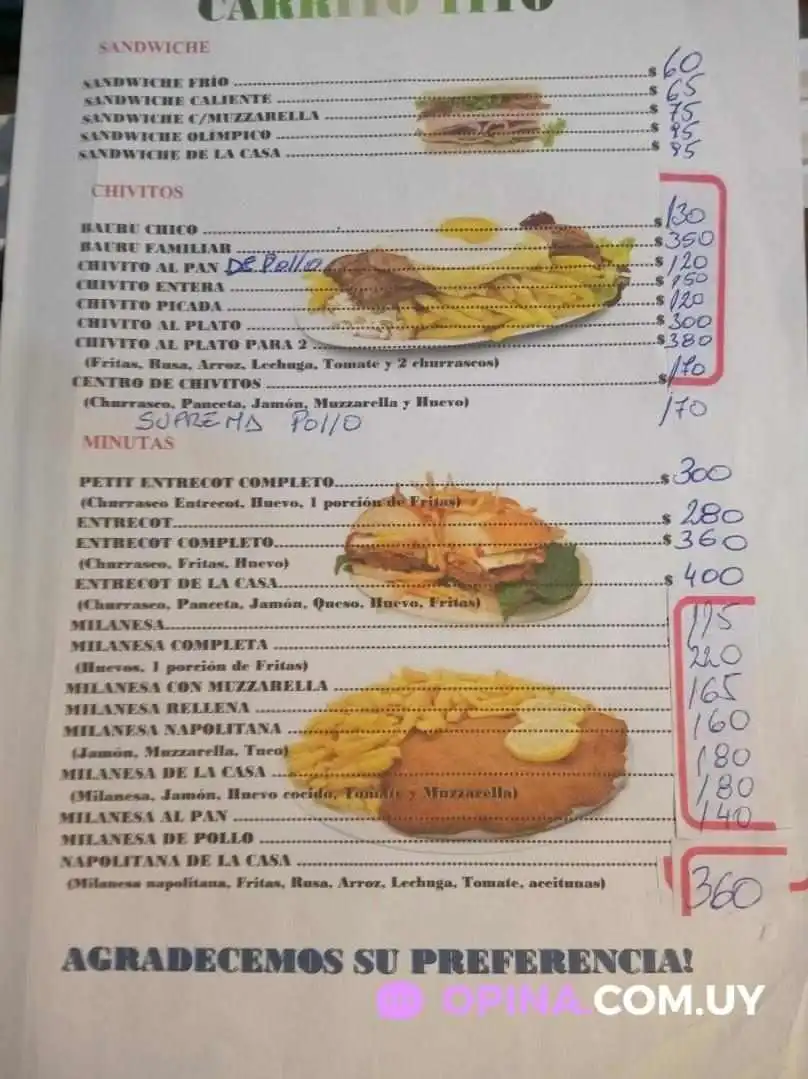 CARRITO TITO
SANDWICHE
SANDWICHE FRÍO $ 60
SANDWICHE CALIENTE $ 65
SANDWICHE C/MUZZARELLA $ 75
SANDWICHE OLÍMPICO $ 95
SANDWICHE DE LA CASA $ 95
CHIVITOS
BAURU CHICO $ 130
BAURU FAMILIAR $ 350
CHIVITO AL PAN DE Pollo $ 120
CHIVITO ENTERA $ 150
CHIVITO PICADA $ 120
CHIVITO AL PLATO $ 300
CHIVITO AL PLATO PARA 2 $ 380
(Fritas, Rusa, Arroz, Lechuga, Tomate y 2 churrascos)
CENTRO DE CHIVITOS $ 170
(Churrasco, Panceta, Jamón, Muzzarella y Huevo)
SUPREMA Pollo 170
MINUTAS
PETIT ENTRECOT COMPLETO $ 300
(Churrasco Entrecot, Huevo, 1 porción de Fritas)
ENTRECOT $ 280
ENTRECOT COMPLETO $ 360
(Churrasco, Fritas, Huevo)
ENTRECOT DE LA CASA $ 400
(Churrasco, Panceta, Jamón, Queso, Huevo, Fritas)
MILANESA
MILANESA COMPLETA 220
(Huevos, 1 porción de Fritas)
MILANESA CON MUZZARELLA 165
MILANESA RELLENA 160
MILANESA NAPOLITANA 180
(Jamón, Muzzarella, Tuco)
MILANESA DE LA CASA 180
(Milanesa, Jamón, Huevo cocido, Tomate y Muzzarella)
MILANESA AL PAN 140
MILANESA DE POLLO
NAPOLITANA DE LA CASA 360
(Milanesa napolitana, Fritas, Rusa, Arroz, Lechuga, Tomate, aceitunas)
AGRADECEMOS SU PREFERENCIA!
OPINA.COM.UY